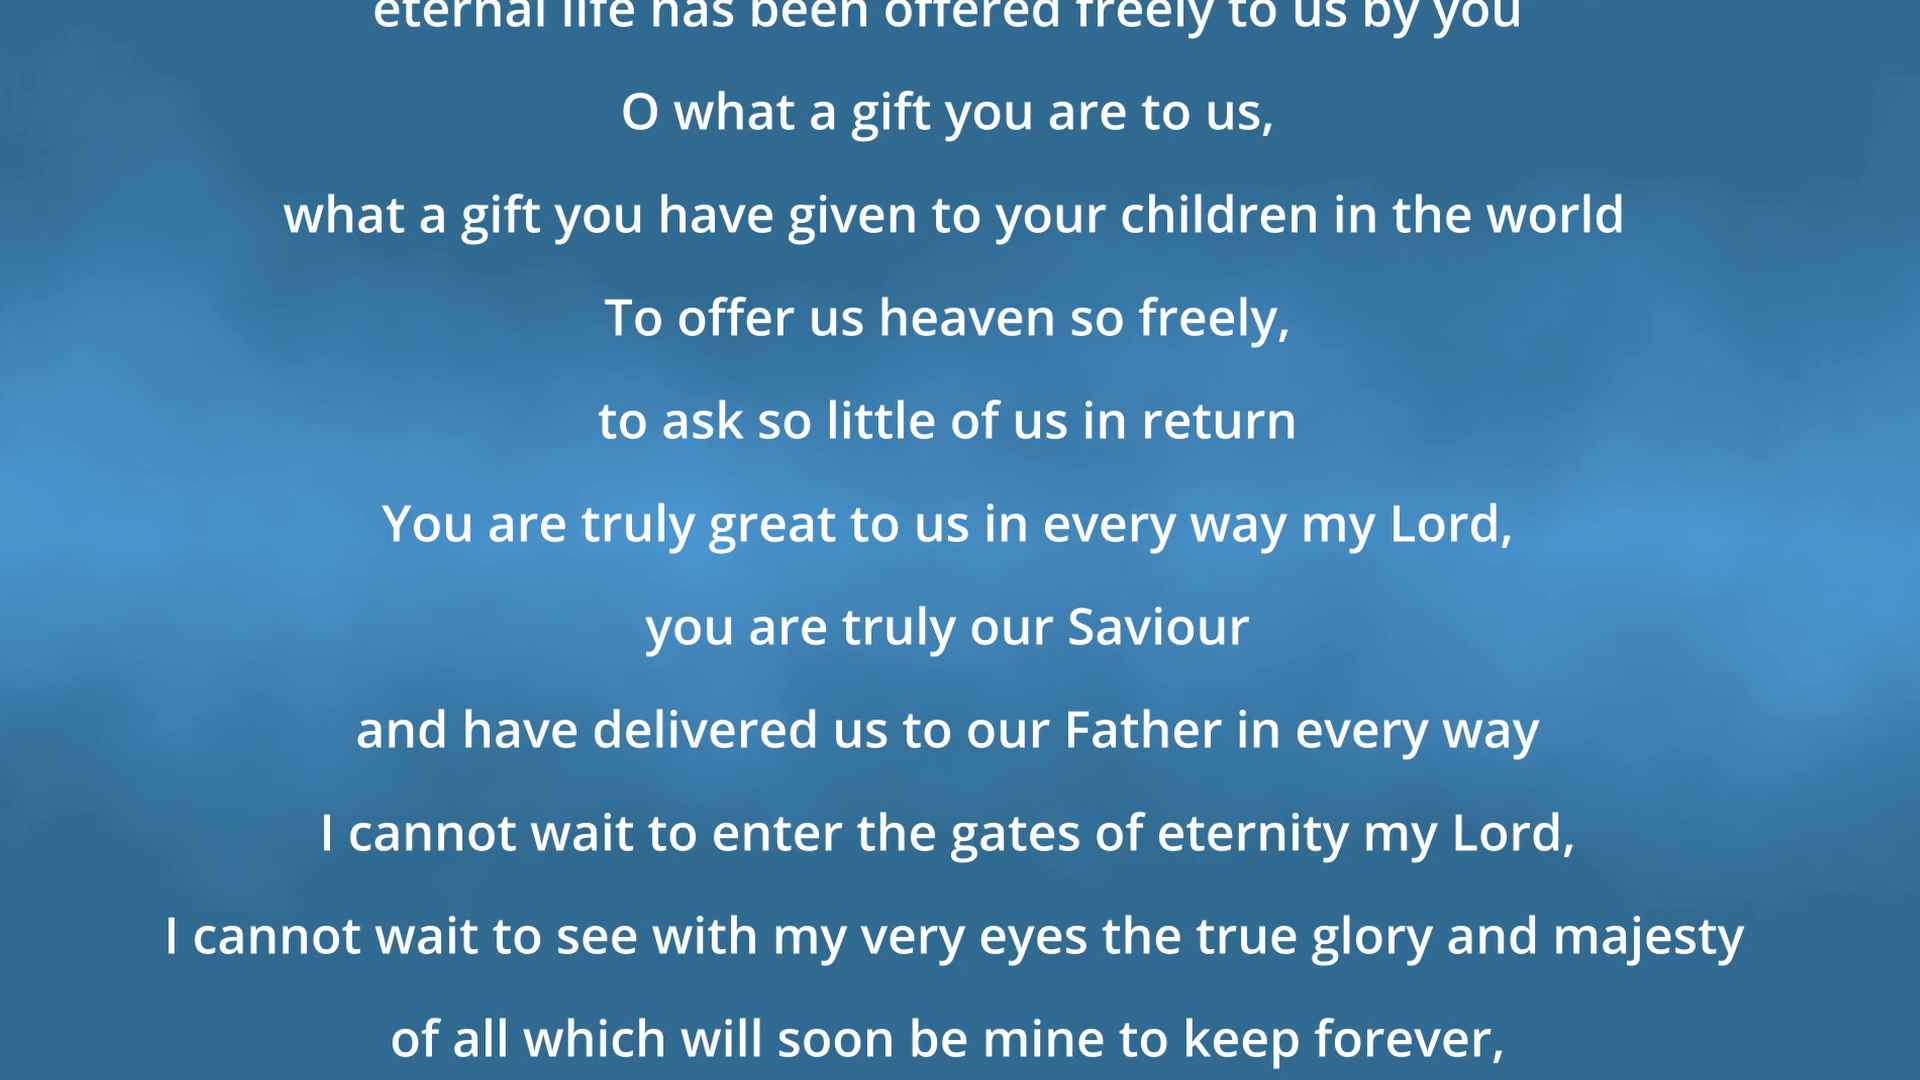 eternal life has been offered freely to us by you
O what a gift you are to us,
what a gift you have given to your children in the world
To offer us heaven so freely,
to ask so little of us in return
You are truly great to us in every way my Lord,
you are truly our Saviour
and have delivered us to our Father in every way
I cannot wait to enter the gates of eternity my Lord,
I cannot wait to see with my very eyes the true glory and majesty
of all which will soon be mine to keep forever,